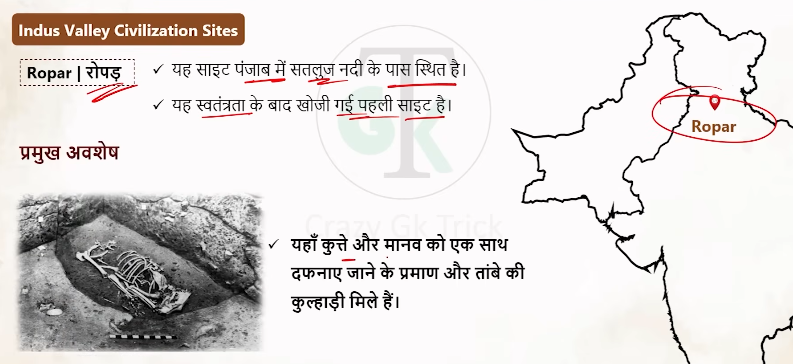 Indus Valley Civilization Sites
Ropar | रोपड़
✓ यह साइट पंजाब में सतलुज नदी के पास स्थित है।
✓ यह स्वतंत्रता के बाद खोजी गई पहली साइट है।
Ropar
प्रमुख अवशेष
GK
Crazy Gk Trick
✓ यहाँ कुत्ते और मानव को एक साथ
दफनाए जाने के प्रमाण और तांबे की
कुल्हाड़ी मिले हैं।